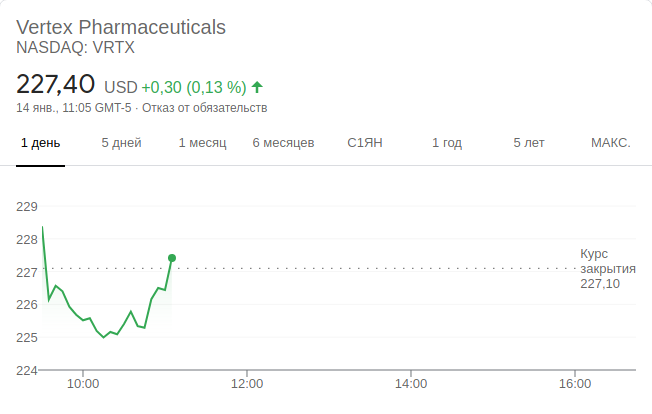 Vertex Pharmaceuticals
NASDAQ: VRTX
227,40 USD +0,30 (0,13 %)
14 янв., 11:05 GMT-5 · Отказ от обязательств
1 день 5 дней 1 месяц 6 месяцев С1ЯН 1 год 5 лет МАКС.
229
228
227
226
225
224
Курс
закрытия
227,10
10:00 12:00 14:00 16:00